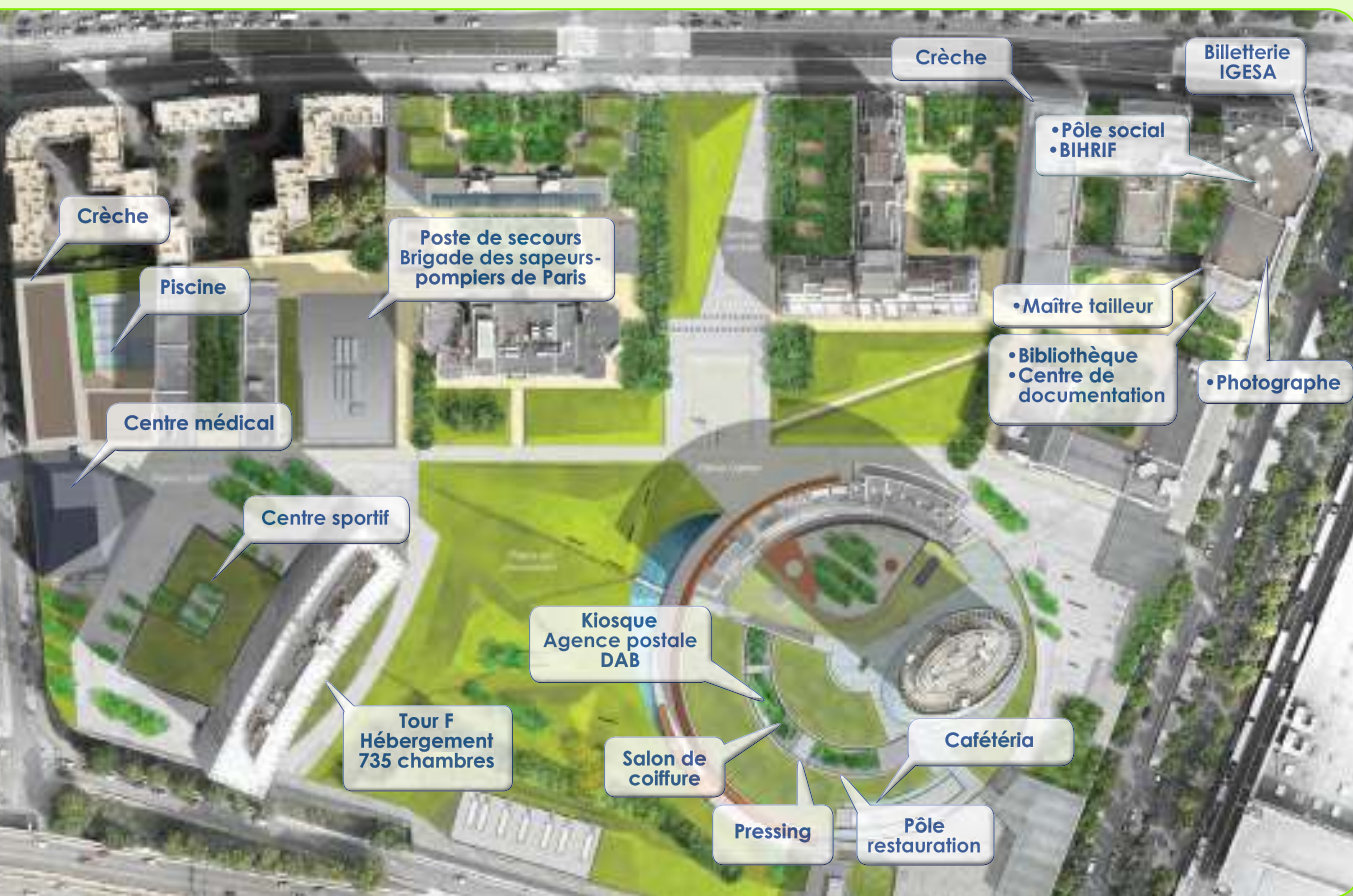 Crèche
Billetterie
IGESA
•Pôle social
•BIHRIF
Crèche
Poste de secours
Brigade des sapeurs-
pompiers de Paris
Piscine
•Maître tailleur
•Bibliothèque
•Centre de
documentation
•Photographe
Centre médical
Centre sportif
Kiosque
Agence postale
DAB
Tour F
Hébergement
735 chambres
Salon de
coiffure
Cafétéria
Pressing
Pôle
restauration